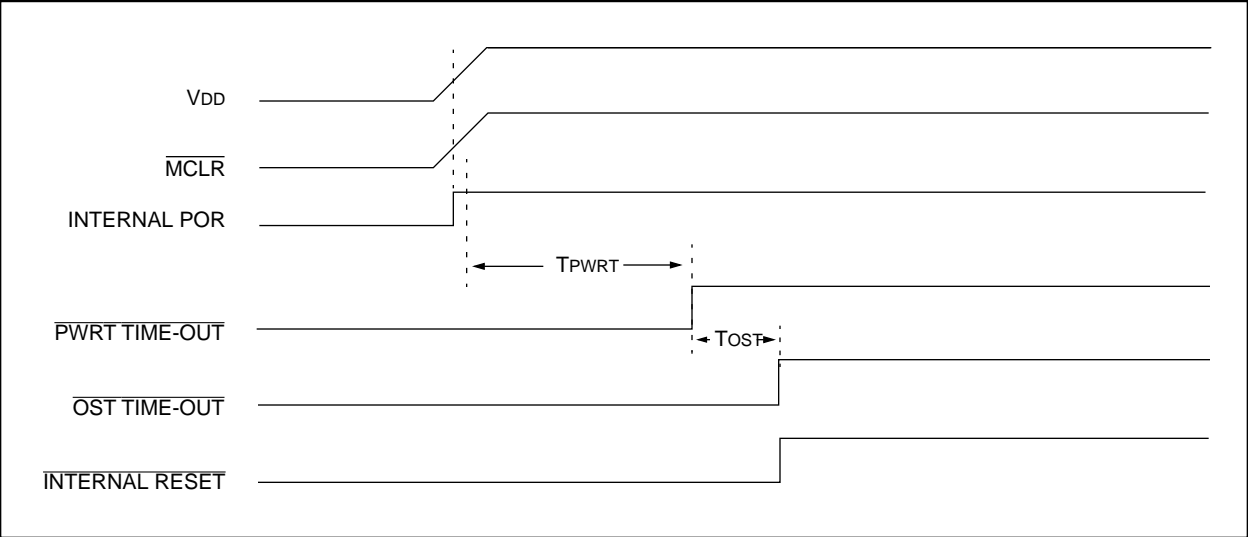 VDD
MCLR
INTERNAL POR
TPWRT
PWRT TIME-OUT
TOST
OST TIME-OUT
INTERNAL RESET